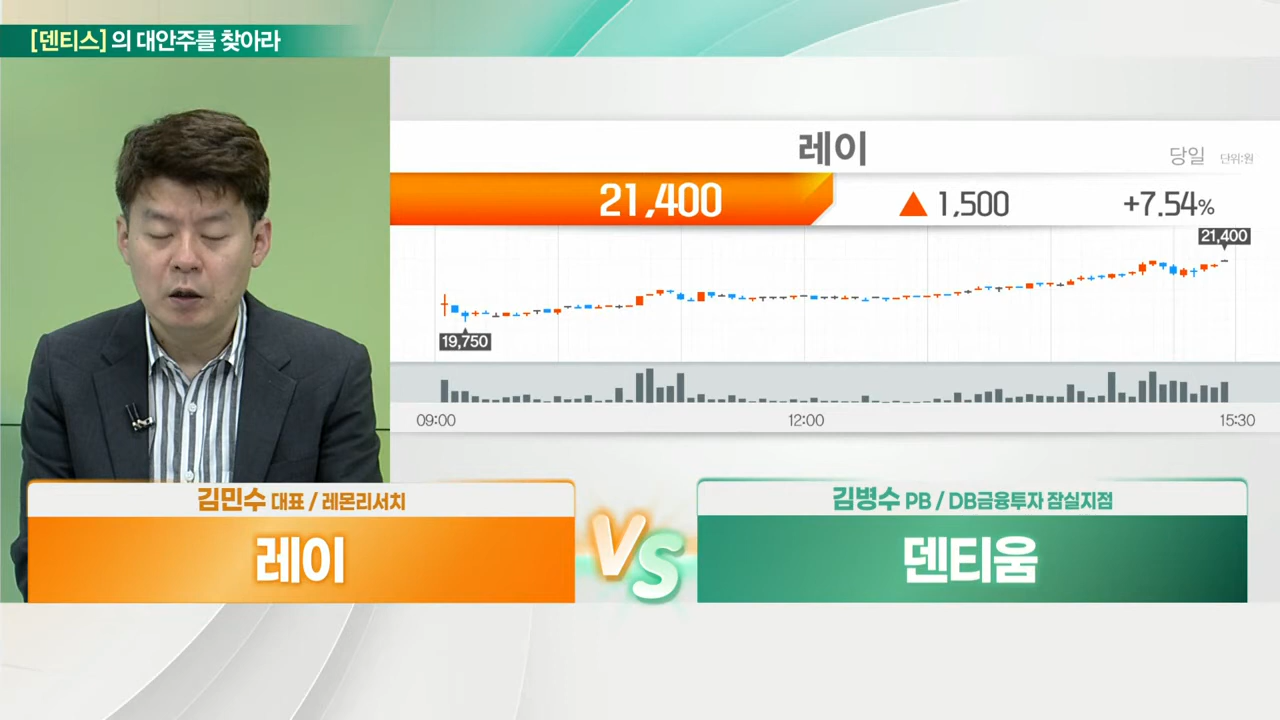 [덴티스]의 대안주를 찾아라
레이
당일 단위:원
21,400 ▲ 1,500 +7.54%
21,400
19,750
09:00 12:00 15:30
김민수 대표 / 레몬리서치
레이
VS
김병수 PB / DB금융투자 잠실지점
덴티움